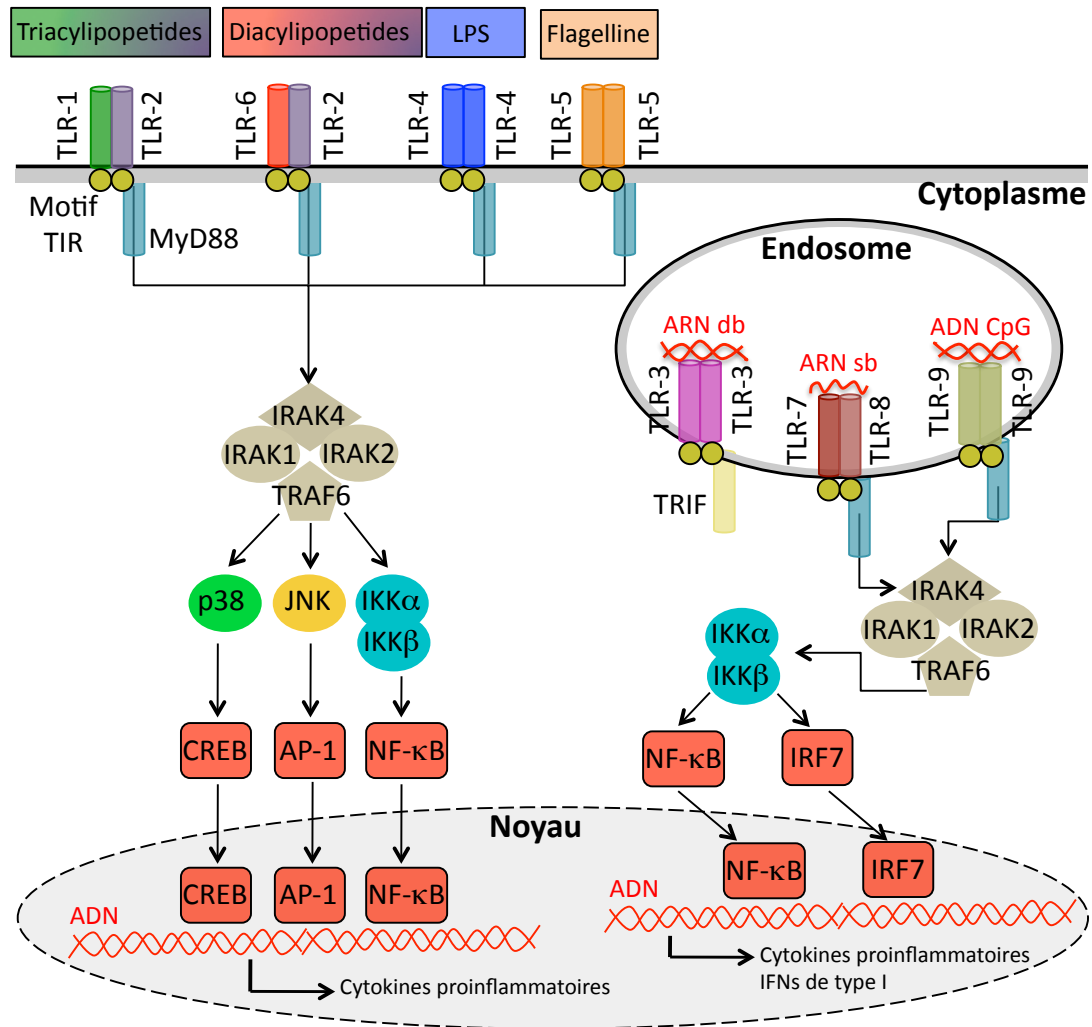 Triacylipopetides
Diacylipopetides
LPS
Flagelline
TLR-1
TLR-2
TLR-6
TLR-2
TLR-4
TLR-4
TLR-5
TLR-5
Motif
TIR
MyD88
Cytoplasme
Endosome
ARN db
ARN sb
ADN CpG
TLR-3
TLR-3
TLR-7
TLR-8
TLR-9
TLR-9
TRIF
IRAK4
IRAK1
IRAK2
TRAF6
p38
JNK
IKKα
IKKβ
IRAK4
IRAK1
IRAK2
TRAF6
IKKα
IKKβ
CREB
AP-1
NF-κB
NF-κB
IRF7
Noyau
CREB
AP-1
NF-κB
NF-κB
IRF7
ADN
ADN
Cytokines proinflammatoires
Cytokines proinflammatoires
IFNs de type I